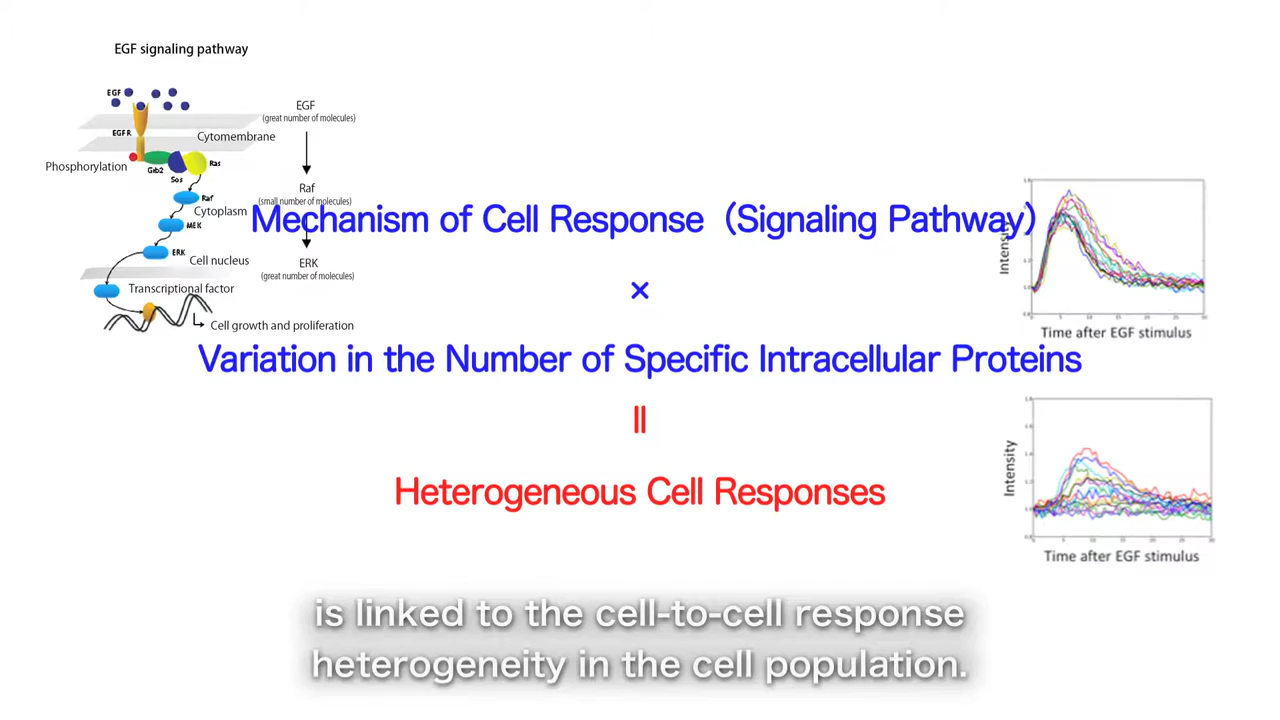 EGF signaling pathway
EGF
EGFR
Cytomembrane
Phosphorylation
Grb2
Sos
Ras
Raf
Cytoplasm
MEK
ERK
Cell nucleus
Transcriptional factor
Cell growth and proliferation
EGF
(great number of molecules)
Raf
(small number of molecules)
ERK
(great number of molecules)
Mechanism of Cell Response (Signaling Pathway)
×
Variation in the Number of Specific Intracellular Proteins
=
Heterogeneous Cell Responses
Intensity
Time after EGF stimulus
Intensity
Time after EGF stimulus
is linked to the cell-to-cell response
heterogeneity in the cell population.